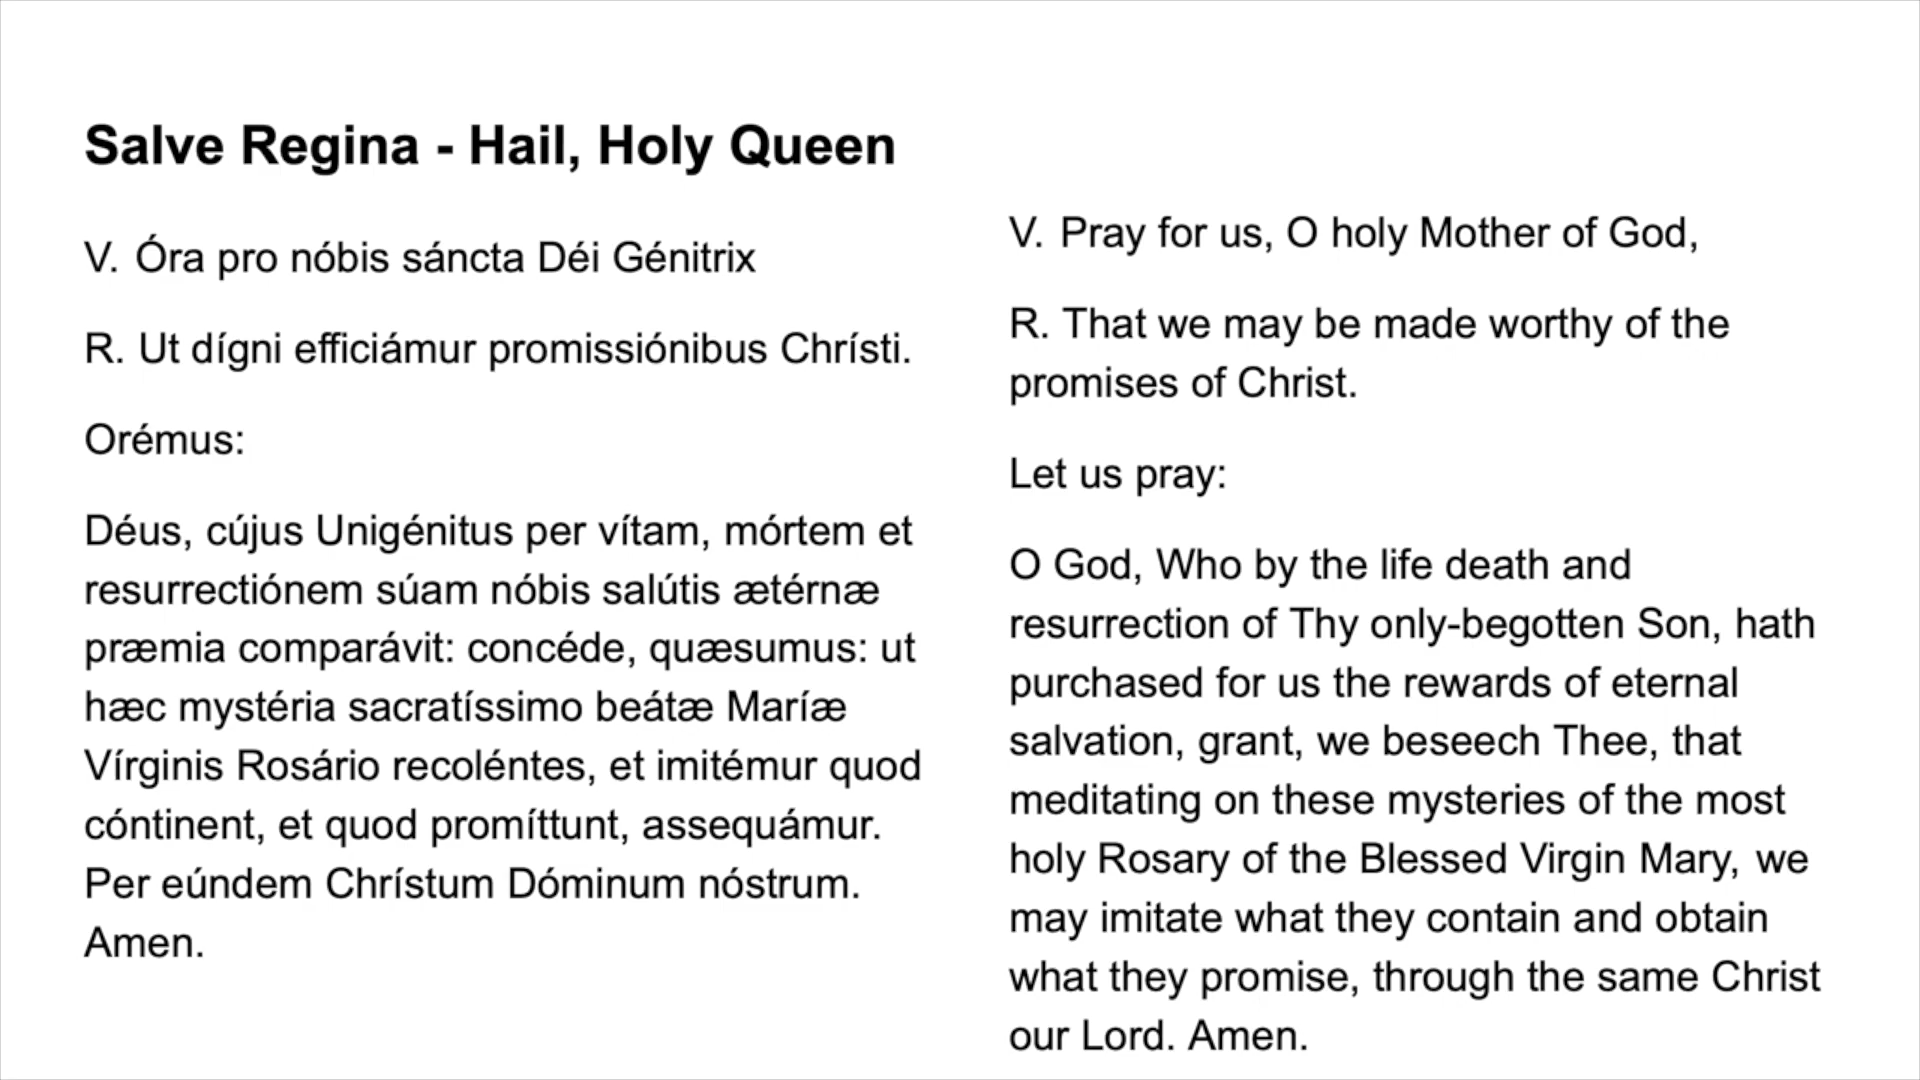 Salve Regina - Hail, Holy Queen
V. Óra pro nóbis sáncta Déi Génitrix
R. Ut dígni efficiámur promissiónibus Chrísti.
Orémus:
Déus, cújus Unigénitus per vítam, mórtem et
resurrectiónem súam nóbis salútis ætérnæ
præmia comparávit: concéde, quæsumus: ut
hæc mystéria sacratíssimo beátæ Maríæ
Vírginis Rosário recoléntes, et imitémur quod
cóntinent, et quod promíttunt, assequámur.
Per eúndem Chrístum Dóminum nóstrum.
Amen.
V. Pray for us, O holy Mother of God,
R. That we may be made worthy of the
promises of Christ.
Let us pray:
O God, Who by the life death and
resurrection of Thy only-begotten Son, hath
purchased for us the rewards of eternal
salvation, grant, we beseech Thee, that
meditating on these mysteries of the most
holy Rosary of the Blessed Virgin Mary, we
may imitate what they contain and obtain
what they promise, through the same Christ
our Lord. Amen.